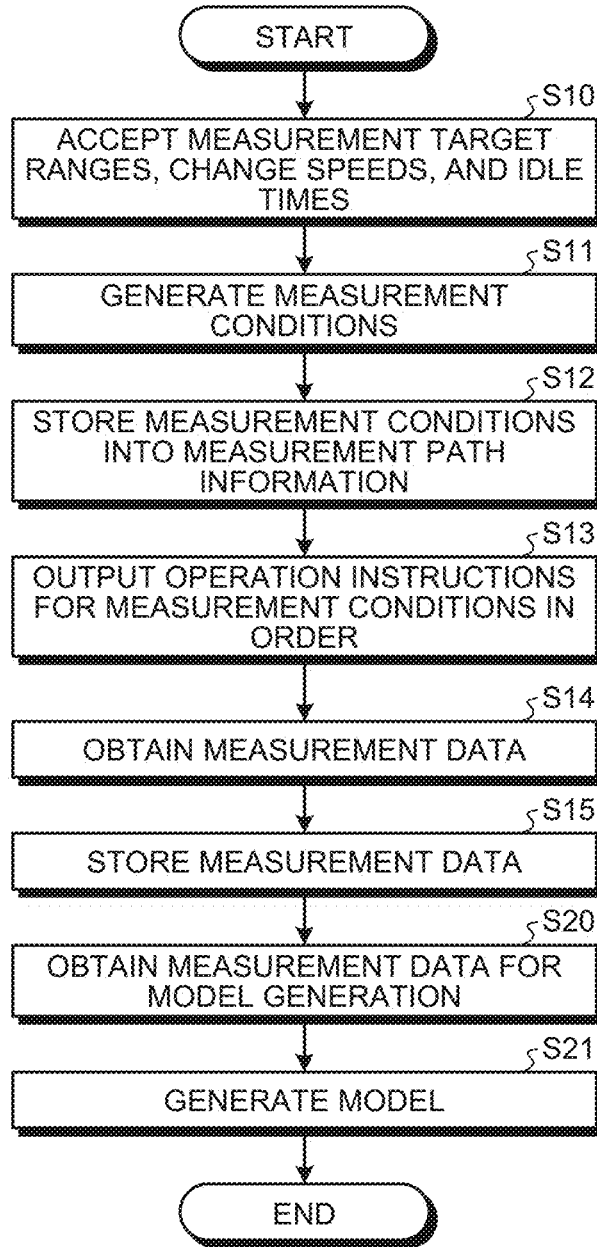 START
S10
ACCEPT MEASUREMENT TARGET
RANGES, CHANGE SPEEDS, AND IDLE
TIMES
S11
GENERATE MEASUREMENT
CONDITIONS
S12
STORE MEASUREMENT CONDITIONS
INTO MEASUREMENT PATH
INFORMATION
S13
OUTPUT OPERATION INSTRUCTIONS
FOR MEASUREMENT CONDITIONS IN
ORDER
S14
OBTAIN MEASUREMENT DATA
S15
STORE MEASUREMENT DATA
S20
OBTAIN MEASUREMENT DATA FOR
MODEL GENERATION
S21
GENERATE MODEL
END